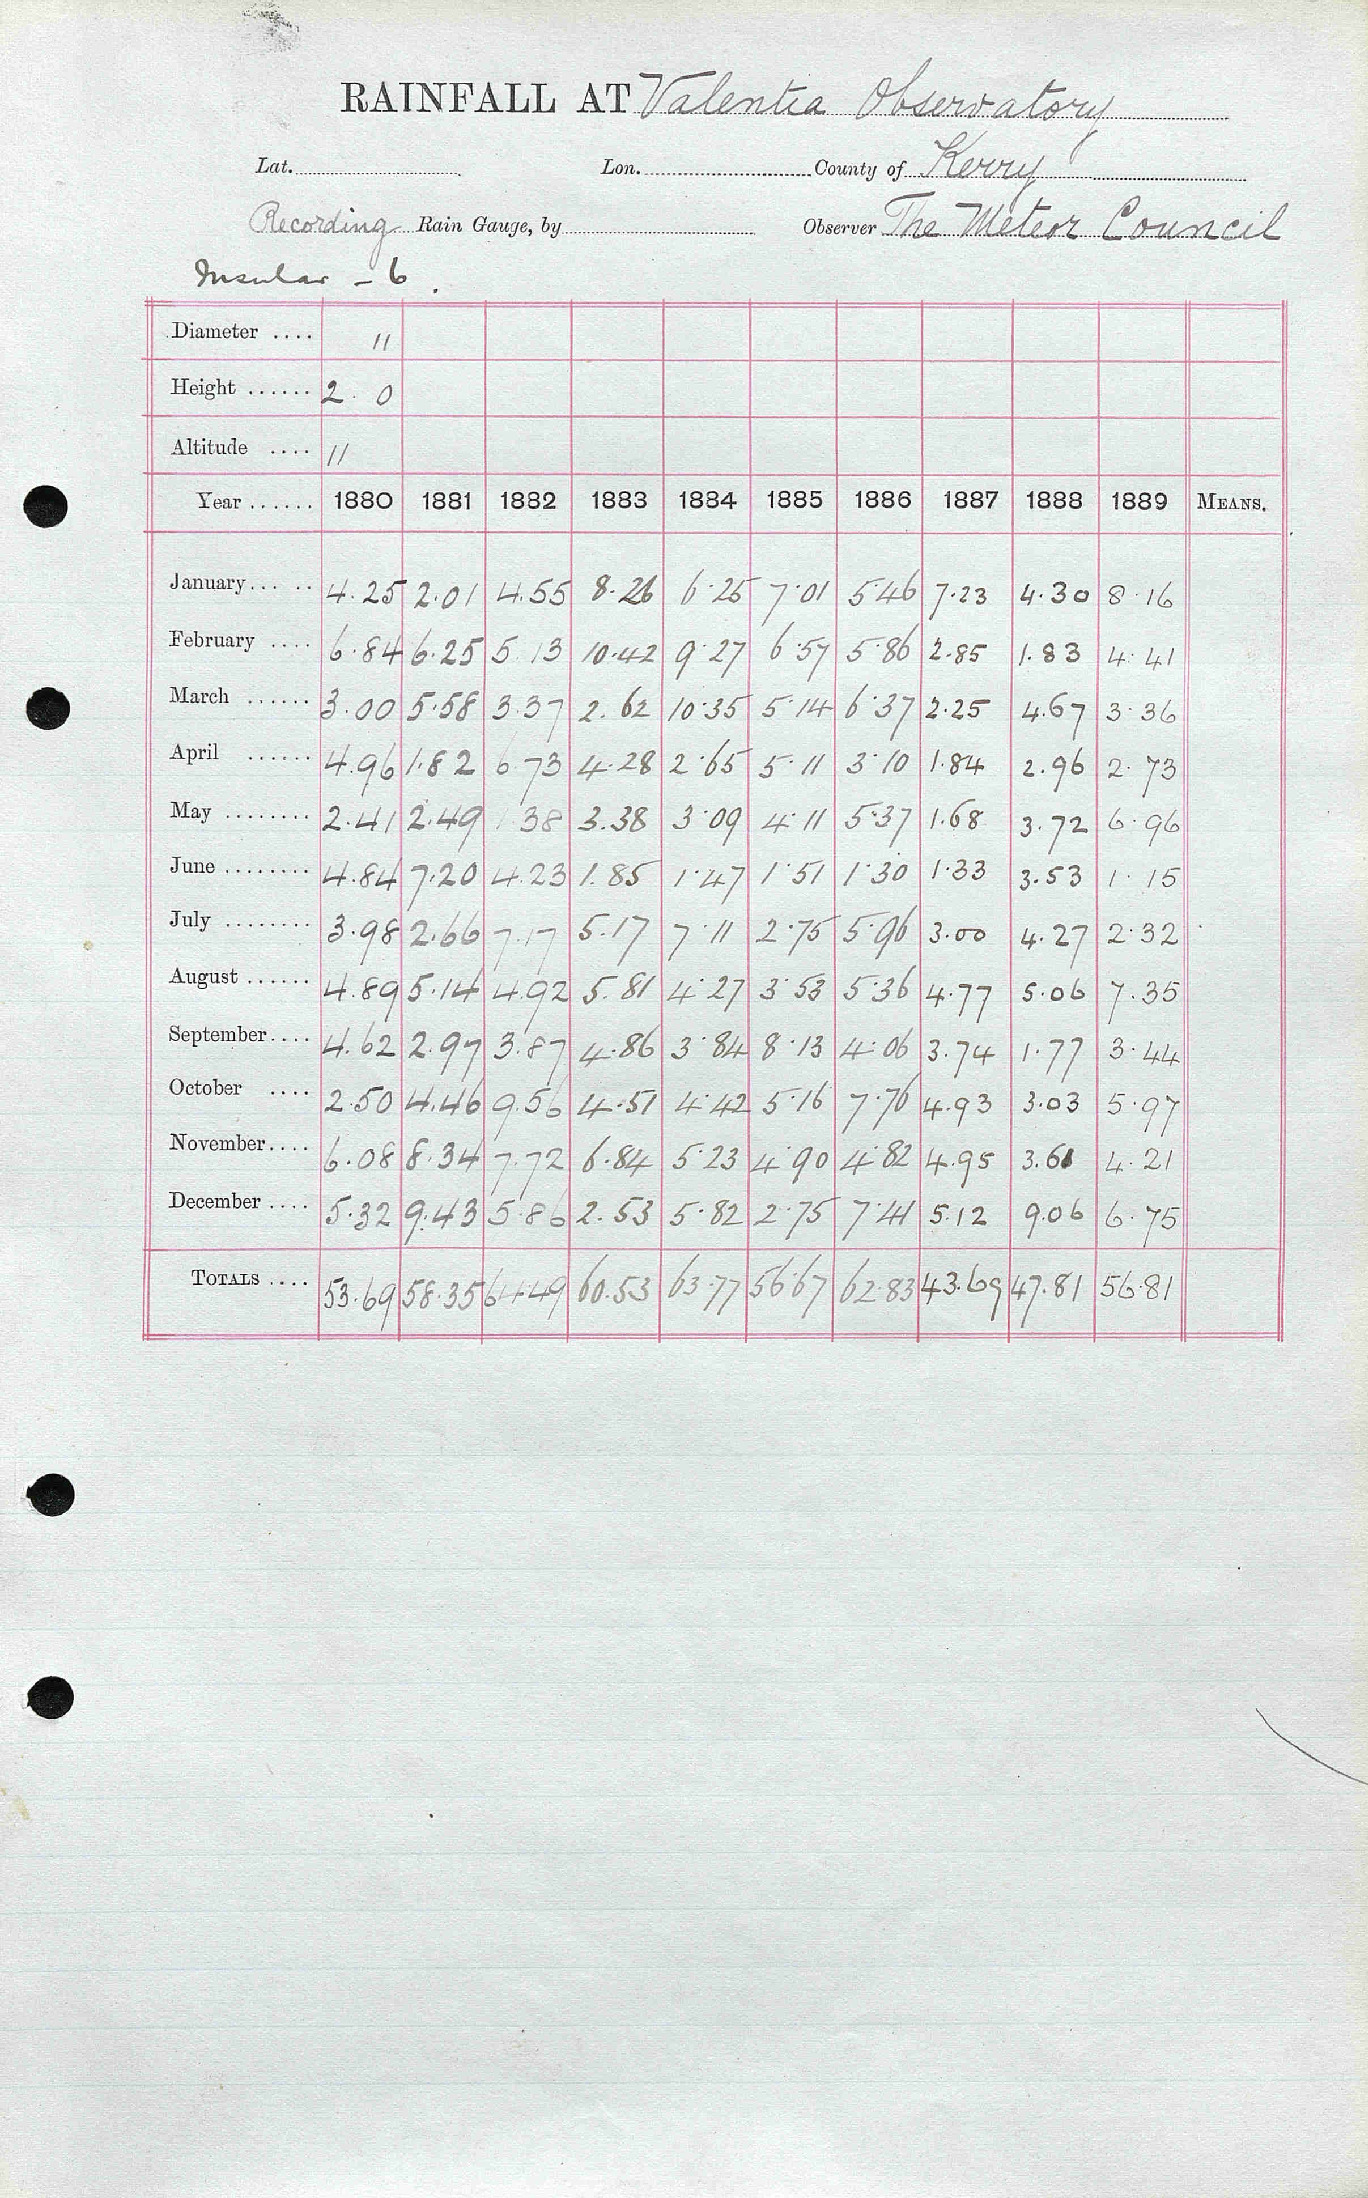 RAINFALL AT Valentia Observatory
Lat. Lon. County of Kerry
Recording Rain Gauge, by Observer The Meteor Council
Insular - 6.
Diameter .... 11
Height ...... 2. 0
Altitude .... 11
Year ...... 1880 1881 1882 1883 1884 1885 1886 1887 1888 1889 MEANS.
January... .. 4.25 2.01 4.55 8.26 6.25 7.01 5.46 7.23 4.30 8.16
February .... 6.84 6.25 5.13 10.42 9.27 6.57 5.86 2.85 1.83 4.41
March ...... 3.00 5.58 3.37 2.62 10.35 5.14 6.37 2.25 4.67 3.36
April ...... 4.96 1.82 6.73 4.28 2.65 5.11 3.10 1.84 2.96 2.73
May ........ 2.41 2.49 1.38 3.38 3.09 4.11 5.37 1.68 3.72 6.96
June ........ 4.84 7.20 4.23 1.85 1.47 1.51 1.30 1.33 3.53 1.15
July ........ 3.98 2.66 7.17 5.17 7.11 2.75 5.96 3.00 4.27 2.32
August ...... 4.89 5.14 4.92 5.81 4.27 3.53 5.36 4.77 5.06 7.35
September.... 4.62 2.97 3.87 4.86 3.84 8.13 4.06 3.74 1.77 3.44
October .... 2.50 4.46 9.56 4.51 4.42 5.16 7.76 4.93 3.03 5.97
November.... 6.08 8.34 7.72 6.84 5.23 4.90 4.82 4.95 3.61 4.21
December .... 5.32 9.43 5.86 2.53 5.82 2.75 7.41 5.12 9.06 6.75
TOTALS .... 53.69 58.35 64.49 60.53 63.77 56.67 62.83 43.69 47.81 56.81